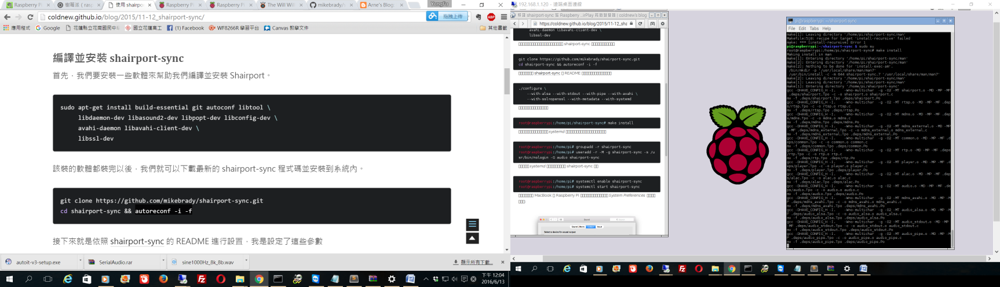 Raspberry Pi
樹莓派 ( rasp
使用 shairpor
Raspberry Pi
Raspberry Pi
The Will Will
mikebrady/s
Arne's Blog:
YungFu
coldnew.github.io/blog/2015/11-12_shairport-sync/
拖拽上传
應用程式
Google
花蓮縣立花崗國民中
國立花蓮高工
(1) Facebook
WF8266R 學習平台
Canvas 教學文件
其他書籤
編譯並安裝 shairport-sync
首先，我們要安裝一些軟體來幫助我們編譯並安裝 Shairport。
sudo apt-get install build-essential git autoconf libtool \
libdaemon-dev libasound2-dev libpopt-dev libconfig-dev \
avahi-daemon libavahi-client-dev \
libssl-dev
該裝的軟體都裝完以後，我們就可以下載最新的 shairport-sync 程式碼並安裝到系統內。
git clone https://github.com/mikebrady/shairport-sync.git
cd shairport-sync && autoreconf -i -f
接下來就是依照 shairport-sync 的 README 進行設置，我是設定了這些參數
autoit-v3-setup.exe
SerialAudio.rar
sine1000Hz_8k_8b.wav
顯示所有下載...
下午 12:04
2016/6/13
192.168.1.120 - 遠端桌面連線
shairport-sync
Raspberry
irPlay
| coldnew's blog
https://coldnew.github.io/blog/2015/11-12_sha
avahi-daemon libavahi-client-dev \
libssl-dev
shairport-sync
git clone https://github.com/mikebrady/shairport-sync.git
cd shairport-sync && autoreconf -i -f
shairport-sync
README
./configure \
--with-alsa --with-stdout --with-pipe --with-avahi \
--with-ssl=openssl --with-metadata --with-systemd
root@raspberrypi:/home/pi/shairport-sync# make install
systemd
root@raspberrypi:/home/pi# groupadd -r shairport-sync
root@raspberrypi:/home/pi# useradd -r -M -g shairport-sync -s /u
sr/bin/nologin -G audio shairport-sync
systemd
shairport-sync
root@raspberrypi:/home/pi# systemctl enable shairport-sync
root@raspberrypi:/home/pi# systemctl start shairport-sync
MacBook
Raspberry Pi
System Preferences
Select a device for sound output:
pi@raspberrypi: ~/shairport-sync
File Edit Tabs Help
make[1]: Leaving directory '/home/pi/shairport-sync/man'
Makefile:518: recipe for target 'install-recursive' failed
make: *** [install-recursive] Error 1
pi@raspberrypi:~/shairport-sync $ sudo su
root@raspberrypi:/home/pi/shairport-sync# make install
Making install in man
make[1]: Entering directory '/home/pi/shairport-sync/man'
make[2]: Entering directory '/home/pi/shairport-sync/man'
make[2]: Nothing to be done for 'install-exec-am'.
/bin/mkdir -p '/usr/local/share/man/man7'
/usr/bin/install -c -m 644 shairport-sync.7 '/usr/local/share/man/man7'
make[2]: Leaving directory '/home/pi/shairport-sync/man'
make[1]: Leaving directory '/home/pi/shairport-sync/man'
make[1]: Entering directory '/home/pi/shairport-sync'
gcc -DHAVE_CONFIG_H -I. -Wno-multichar -g -O2 -MT shairport.o -MD -MP -MF
.deps/shairport.Tpo -c -o shairport.o shairport.c
mv -f .deps/shairport.Tpo .deps/shairport.Po
gcc -DHAVE_CONFIG_H -I. -Wno-multichar -g -O2 -MT rtsp.o -MD -MP -MF .dep
s/rtsp.Tpo -c -o rtsp.o rtsp.c
mv -f .deps/rtsp.Tpo .deps/rtsp.Po
gcc -DHAVE_CONFIG_H -I. -Wno-multichar -g -O2 -MT mdns.o -MD -MP -MF .dep
s/mdns.Tpo -c -o mdns.o mdns.c
mv -f .deps/mdns.Tpo .deps/mdns.Po
gcc -DHAVE_CONFIG_H -I. -Wno-multichar -g -O2 -MT mdns_external.o -MD -MP
-MF .deps/mdns_external.Tpo -c -o mdns_external.o mdns_external.c
mv -f .deps/mdns_external.Tpo .deps/mdns_external.Po
gcc -DHAVE_CONFIG_H -I. -Wno-multichar -g -O2 -MT common.o -MD -MP -MF .d
eps/common.Tpo -c -o common.o common.c
mv -f .deps/common.Tpo .deps/common.Po
gcc -DHAVE_CONFIG_H -I. -Wno-multichar -g -O2 -MT rtp.o -MD -MP -MF .deps
/rtp.Tpo -c -o rtp.o rtp.c
mv -f .deps/rtp.Tpo .deps/rtp.Po
gcc -DHAVE_CONFIG_H -I. -Wno-multichar -g -O2 -MT player.o -MD -MP -MF .d
eps/player.Tpo -c -o player.o player.c
mv -f .deps/player.Tpo .deps/player.Po
gcc -DHAVE_CONFIG_H -I. -Wno-multichar -g -O2 -MT alac.o -MD -MP -MF .dep
s/alac.Tpo -c -o alac.o alac.c
mv -f .deps/alac.Tpo .deps/alac.Po
gcc -DHAVE_CONFIG_H -I. -Wno-multichar -g -O2 -MT audio.o -MD -MP -MF .de
ps/audio.Tpo -c -o audio.o audio.c
mv -f .deps/audio.Tpo .deps/audio.Po
gcc -DHAVE_CONFIG_H -I. -Wno-multichar -g -O2 -MT mdns_avahi.o -MD -MP -M
F .deps/mdns_avahi.Tpo -c -o mdns_avahi.o mdns_avahi.c
mv -f .deps/mdns_avahi.Tpo .deps/mdns_avahi.Po
gcc -DHAVE_CONFIG_H -I. -Wno-multichar -g -O2 -MT audio_alsa.o -MD -MP -M
F .deps/audio_alsa.Tpo -c -o audio_alsa.o audio_alsa.c
mv -f .deps/audio_alsa.Tpo .deps/audio_alsa.Po
gcc -DHAVE_CONFIG_H -I. -Wno-multichar -g -O2 -MT audio_stdout.o -MD -MP
-MF .deps/audio_stdout.Tpo -c -o audio_stdout.o audio_stdout.c
mv -f .deps/audio_stdout.Tpo .deps/audio_stdout.Po
gcc -DHAVE_CONFIG_H -I. -Wno-multichar -g -O2 -MT audio_pipe.o -MD -MP -M
F .deps/audio_pipe.Tpo -c -o audio_pipe.o audio_pipe.c
mv -f .deps/audio_pipe.Tpo .deps/audio_pipe.Po